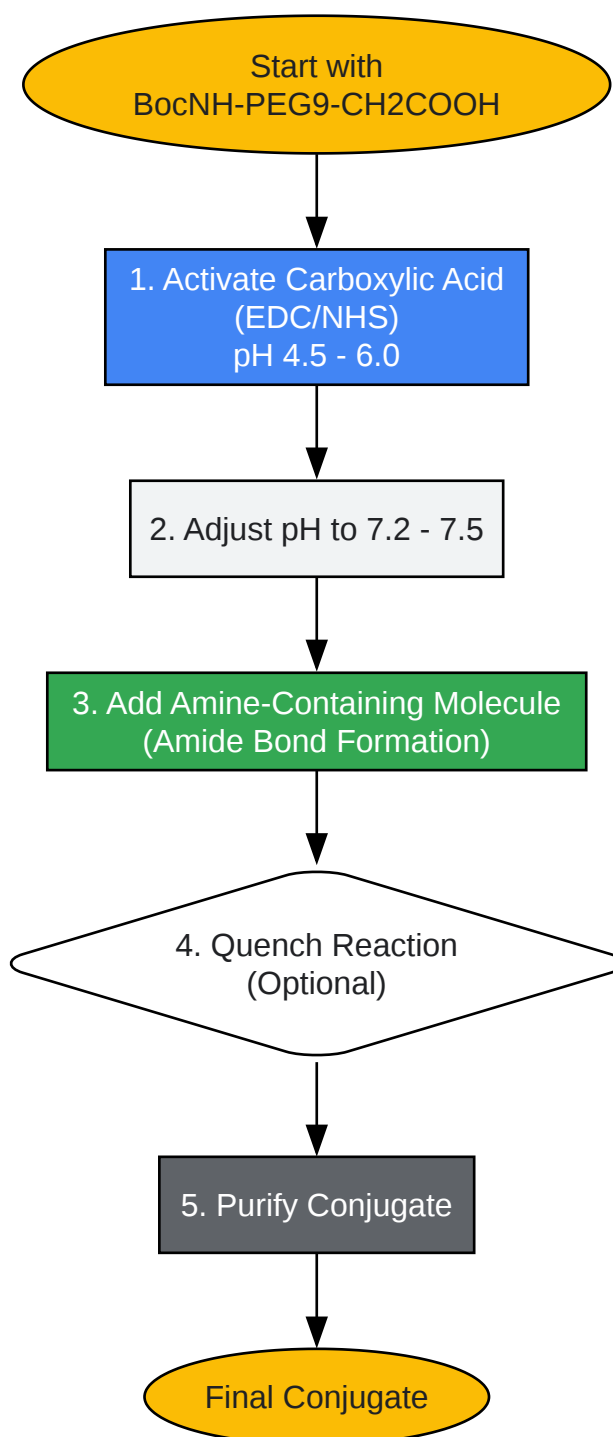 Start with
BocNH-PEG9-CH2COOH
1. Activate Carboxylic Acid
(EDC/NHS)
pH 4.5 - 6.0
2. Adjust pH to 7.2 - 7.5
3. Add Amine-Containing Molecule
(Amide Bond Formation)
4. Quench Reaction
(Optional)
5. Purify Conjugate
Final Conjugate